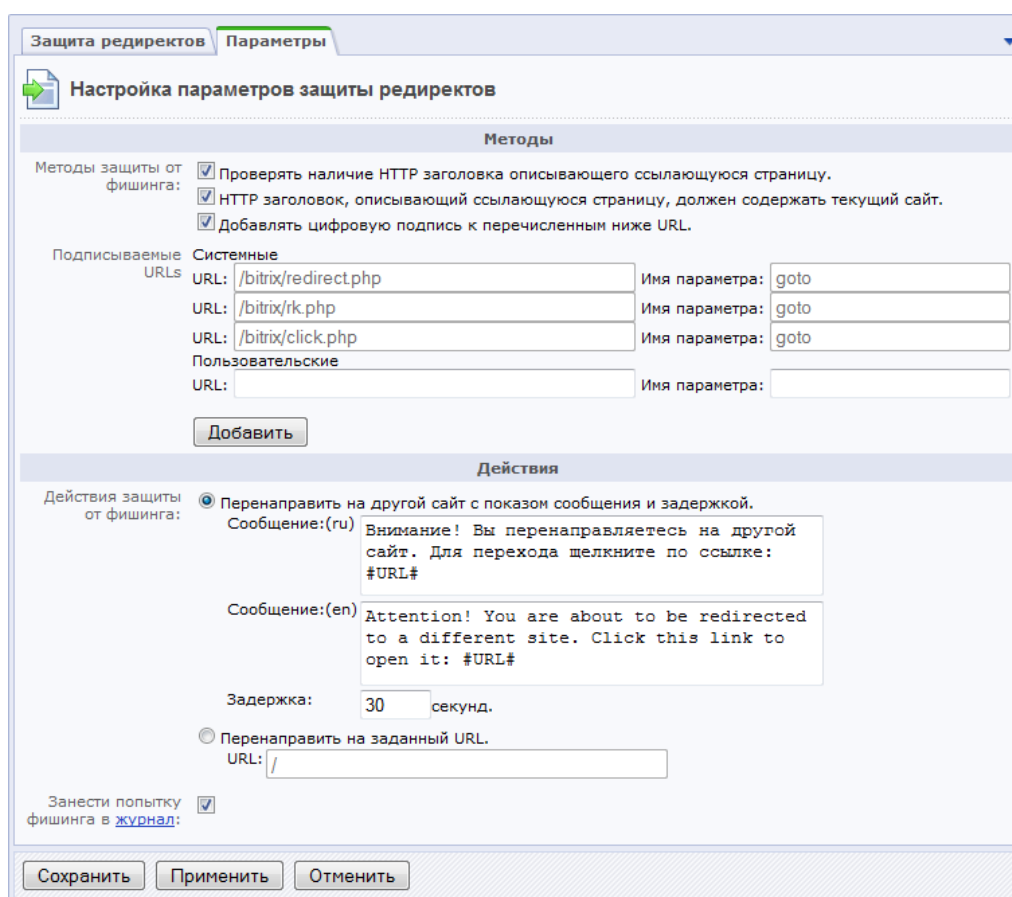 Защита редиректов Параметры
Настройка параметров защиты редиректов
Методы
Методы защиты от фишинга:
Проверять наличие HTTP заголовка описывающего ссылающуюся страницу.
HTTP заголовок, описывающий ссылающуюся страницу, должен содержать текущий сайт.
Добавлять цифровую подпись к перечисленным ниже URL.
Подписываемые URLs
Системные
URL: /bitrix/redirect.php Имя параметра: goto
URL: /bitrix/rk.php Имя параметра: goto
URL: /bitrix/click.php Имя параметра: goto
Пользовательские
URL: Имя параметра:
Добавить
Действия
Действия защиты от фишинга:
Перенаправить на другой сайт с показом сообщения и задержкой.
Сообщение:(ru)
Внимание! Вы перенаправляетесь на другой
сайт. Для перехода щелкните по ссылке:
#URL#
Сообщение:(en)
Attention! You are about to be redirected
to a different site. Click this link to
open it: #URL#
Задержка: 30 секунд.
Перенаправить на заданный URL.
URL: /
Занести попытку
фишинга в журнал:
Сохранить Применить Отменить